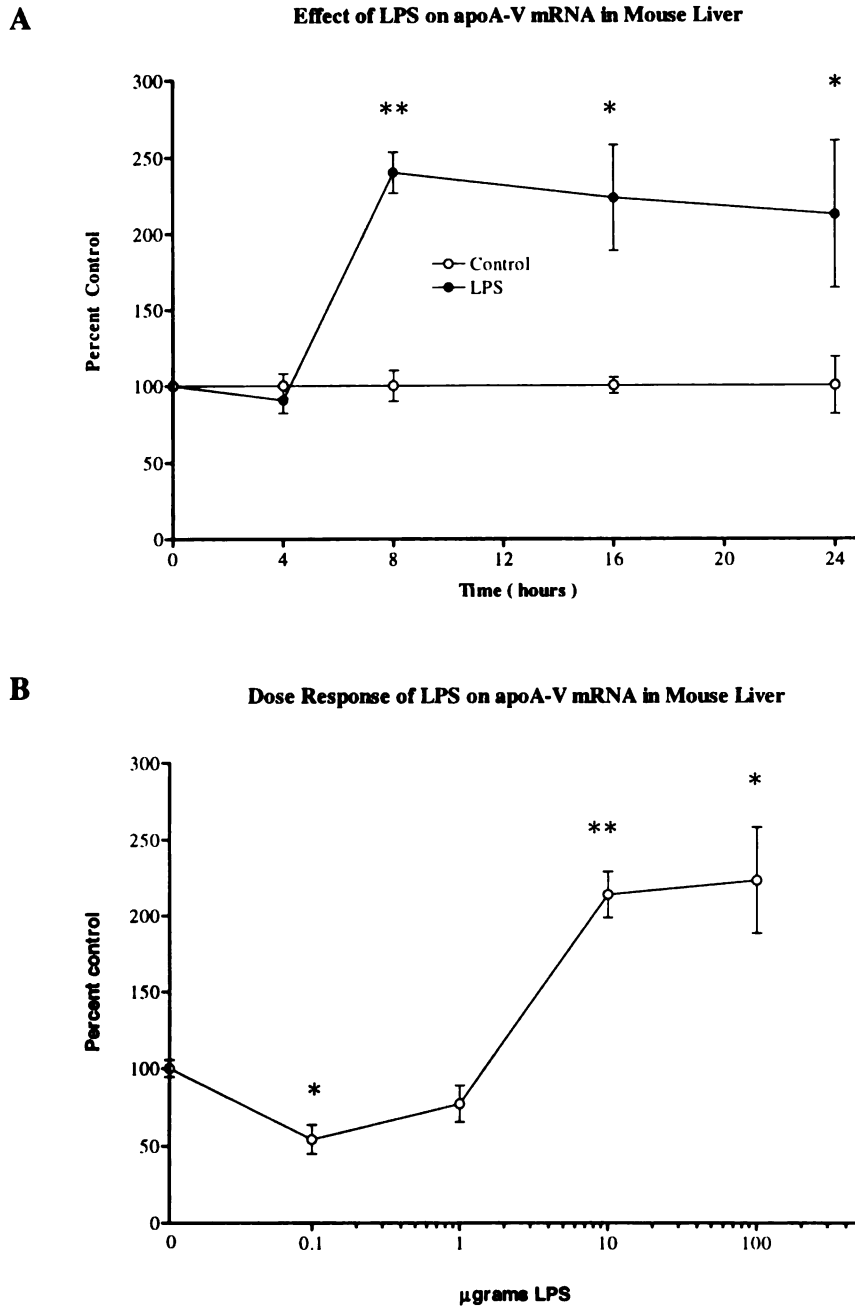 A
Effect of LPS on apoA-V mRNA in Mouse Liver
300
**
*
*
250
200
Control
LPS
150
100
50
0
Percent Control
0 4 8 12 16 20 24
Time ( hours )
B
Dose Response of LPS on apoA-V mRNA in Mouse Liver
300
*
**
250
200
150
100
*
50
0
Percent control
0 0.1 1 10 100
µgrams LPS